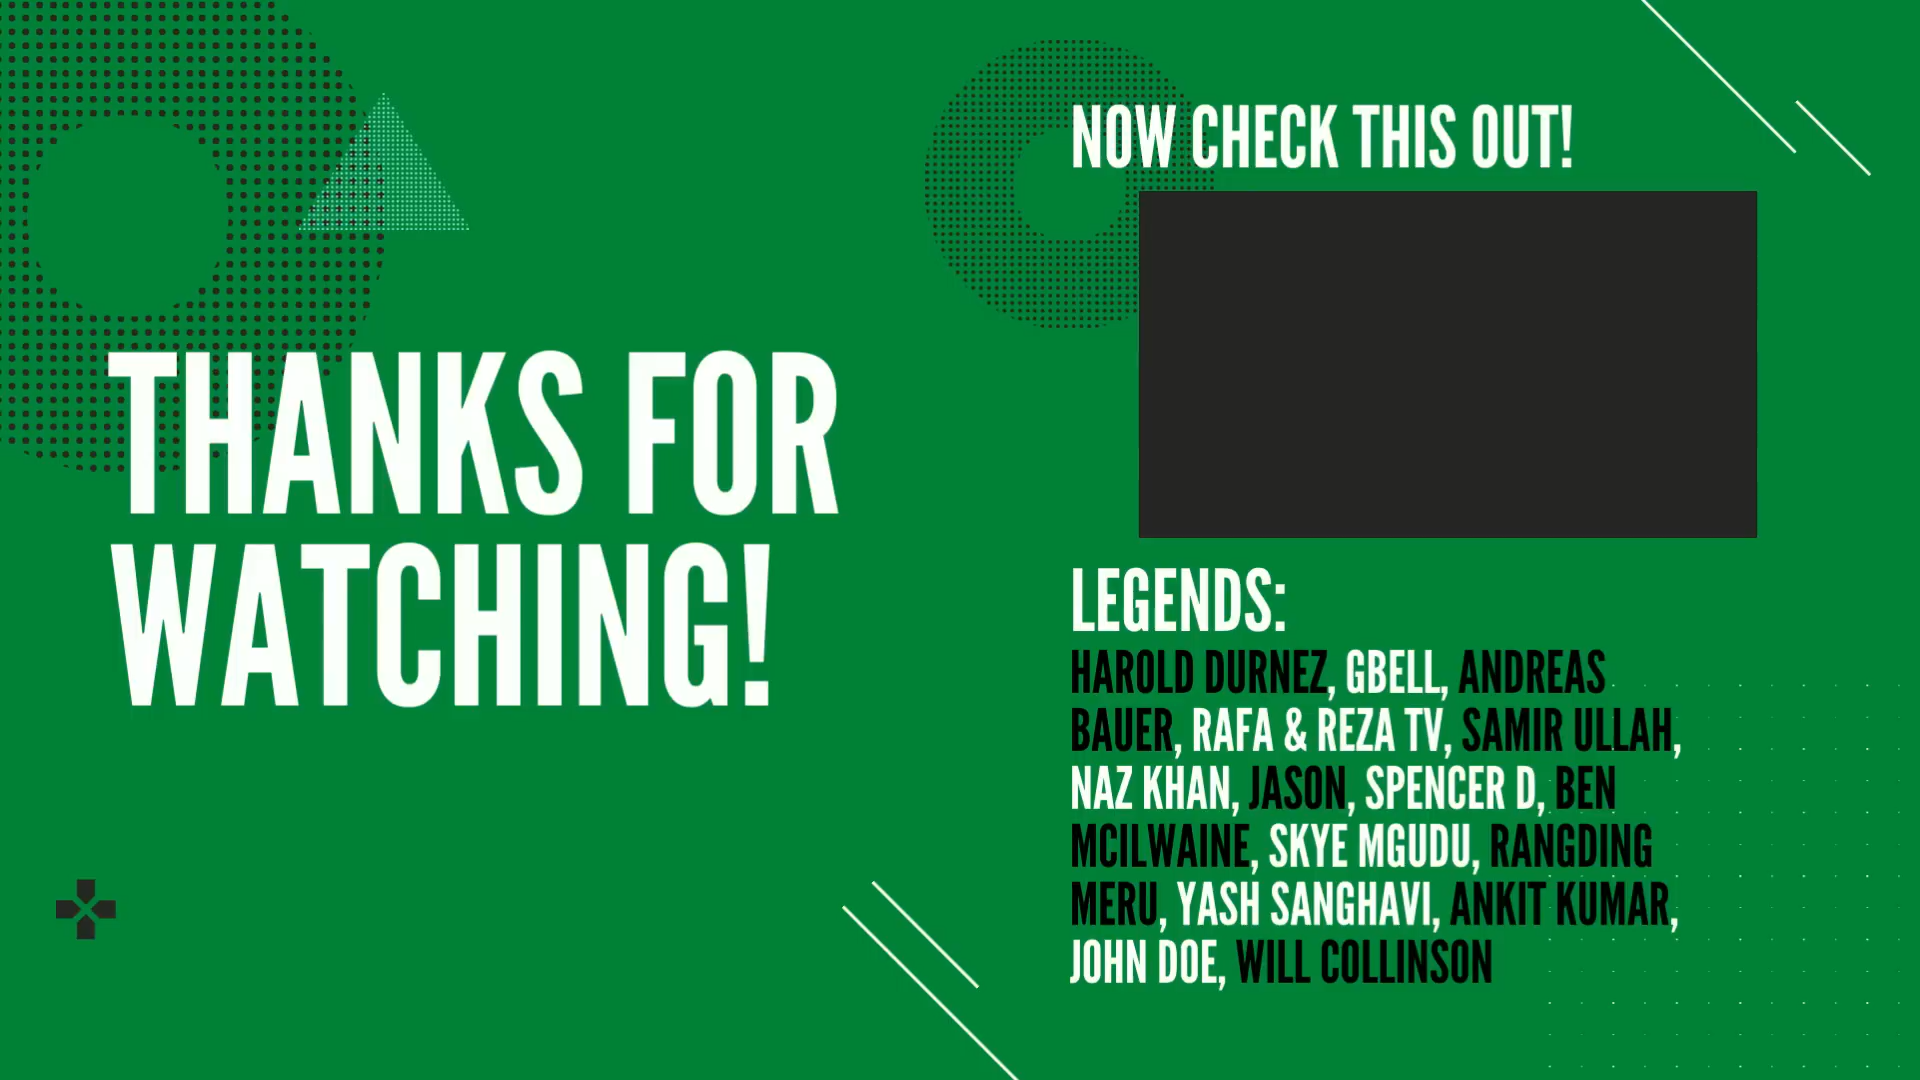 THANKS FOR
WATCHING!
NOW CHECK THIS OUT!
LEGENDS:
HAROLD DURNEZ, GBELL, ANDREAS
BAUER, RAFA & REZA TV, SAMIR ULLAH,
NAZ KHAN, JASON, SPENCER D, BEN
MCILWAINE, SKYE MGUDU, RANGDING
MERU, YASH SANGHAVI, ANKIT KUMAR,
JOHN DOE, WILL COLLINSON